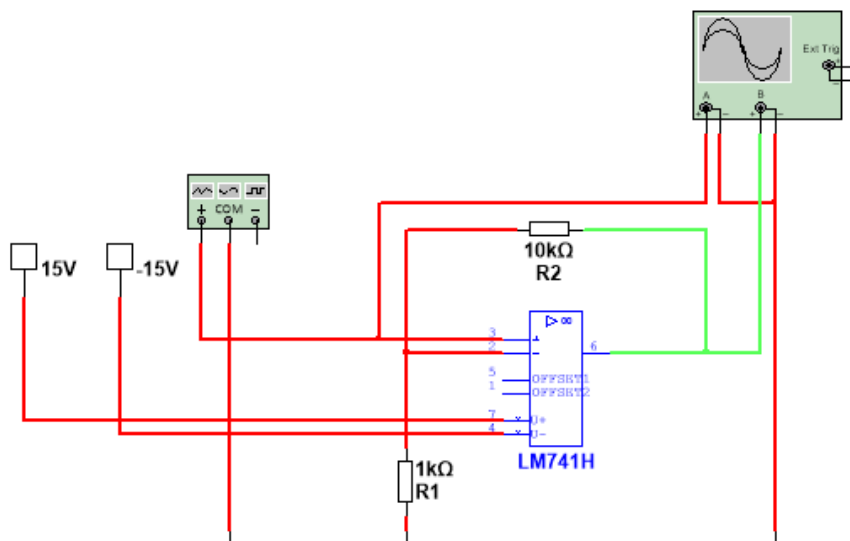 Ext Trig
+
−
A
B
+ − + −
+ COM −
15V
-15V
10kΩ
R2
3
2
6
5
1
7
4
+
−
OFFSET1
OFFSET2
U+
U−
LM741H
1kΩ
R1